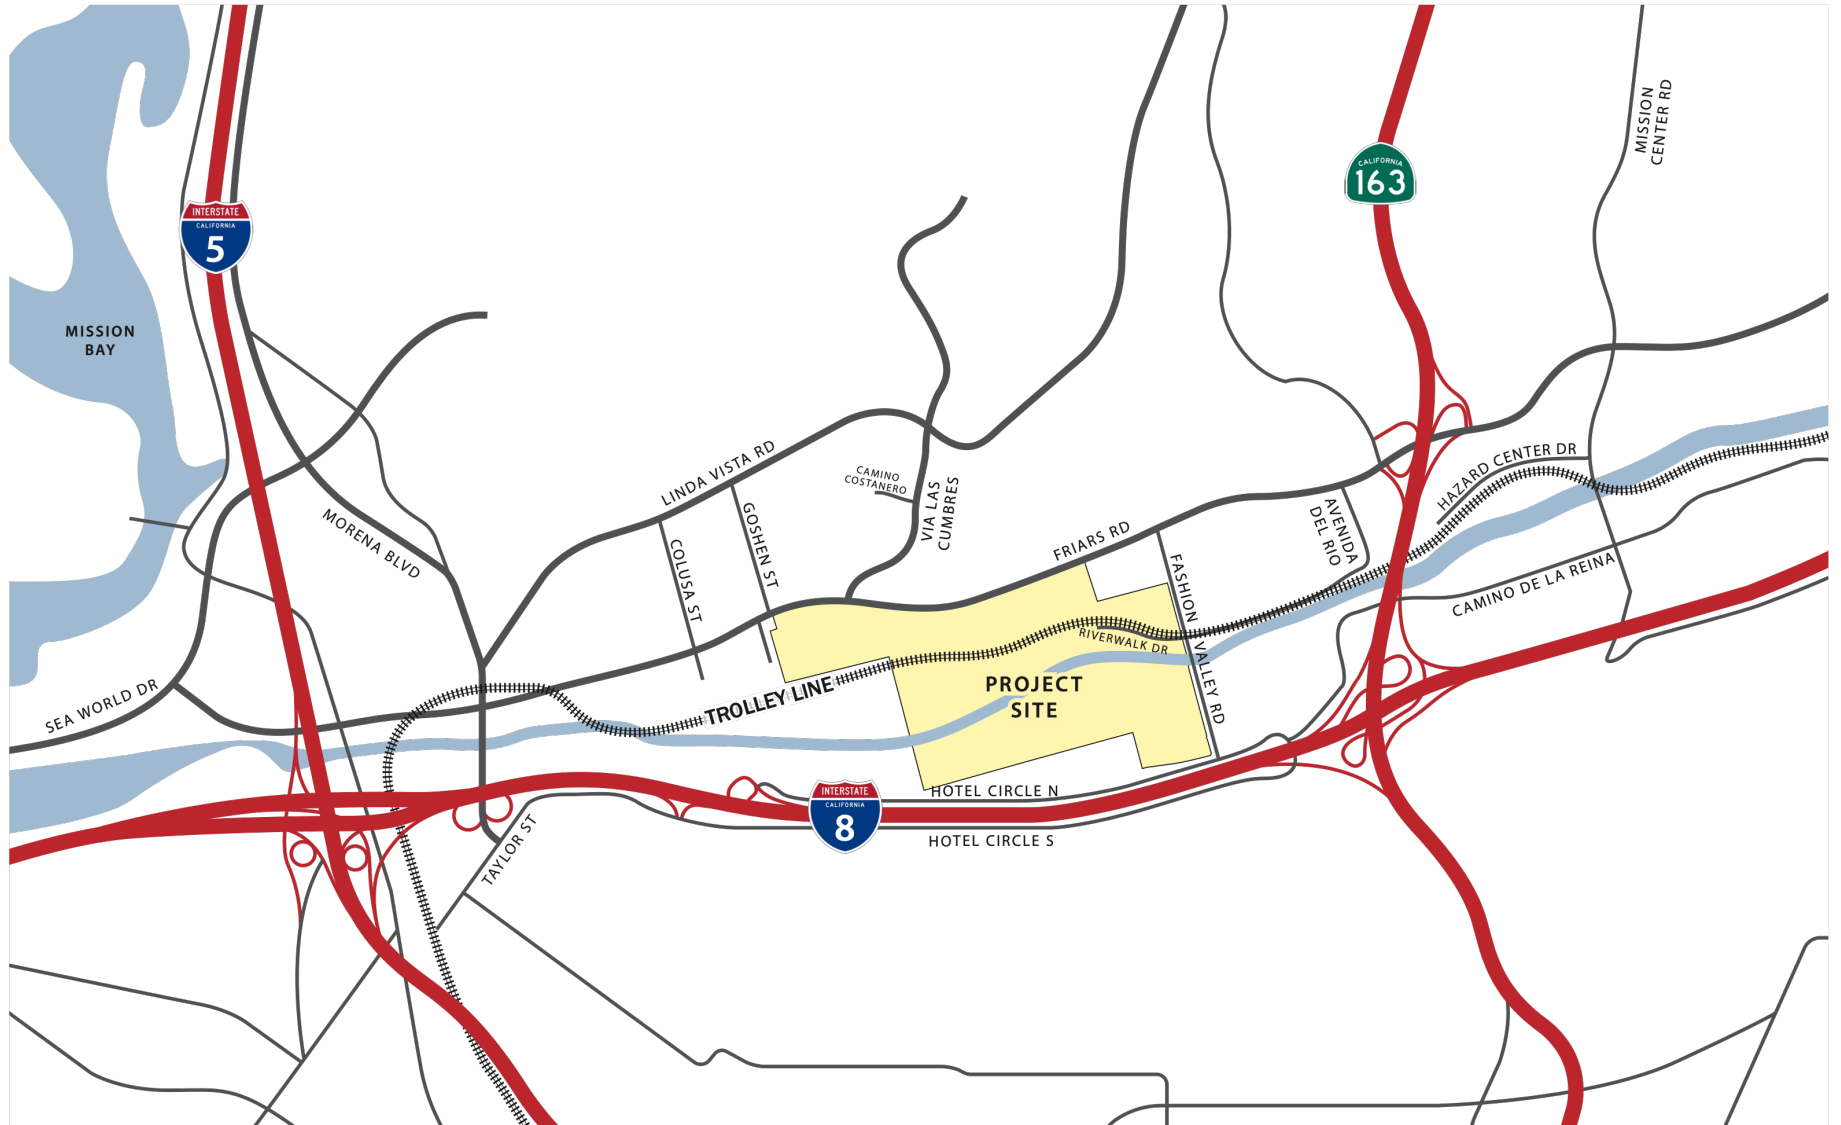 INTERSTATE
CALIFORNIA
5
CALIFORNIA
163
MISSION
CENTER RD
MISSION
BAY
LINDA VISTA RD
CAMINO
COSTANERO
VIA LAS
CUMBRES
HAZARD CENTER DR
MORENA BLVD
GOSHEN ST
COLUSA ST
FRIARS RD
AVENIDA
DEL RIO
FASHION VALLEY RD
CAMINO DE LA REINA
RIVERWALK DR
SEA WORLD DR
TROLLEY LINE
PROJECT
SITE
HOTEL CIRCLE N
INTERSTATE
CALIFORNIA
8
HOTEL CIRCLE S
TAYLOR ST